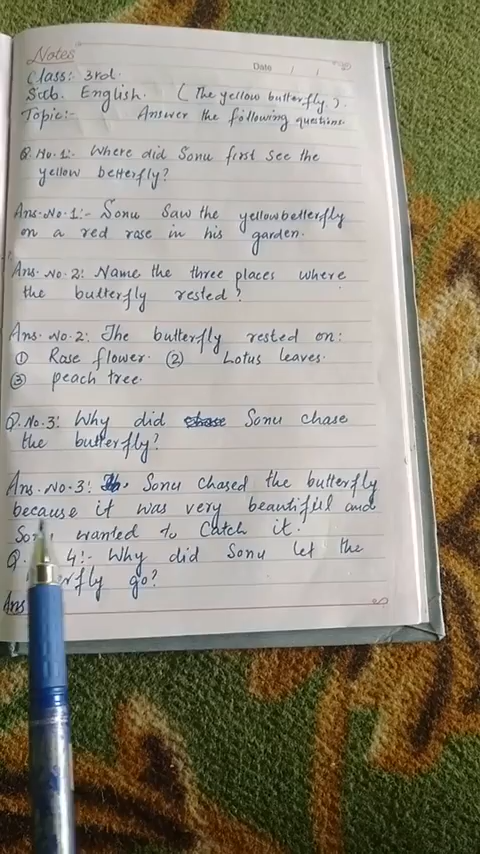 Notes
Date / /
Class:- 3rd.
Sub. English. (The yellow butterfly.).
Topic:- Answer the following questions.
Q.No.1:- Where did Sonu first see the
yellow betterfly?
Ans.No.1:- Sonu saw the yellowbetterfly
on a red rose in his garden.
Ans.No.2: Name the three places where
the butterfly rested?
Ans.No.2: The butterfly rested on:
① Rose flower. ② Lotus leaves.
③ peach tree.
Q.No.3: Why did Sonu chase
the butterfly?
Ans.No.3: Sonu chased the butterfly
because it was very beautiful and
wanted to catch it.
Q. 4:- Why did Sonu let the
go?
Ans